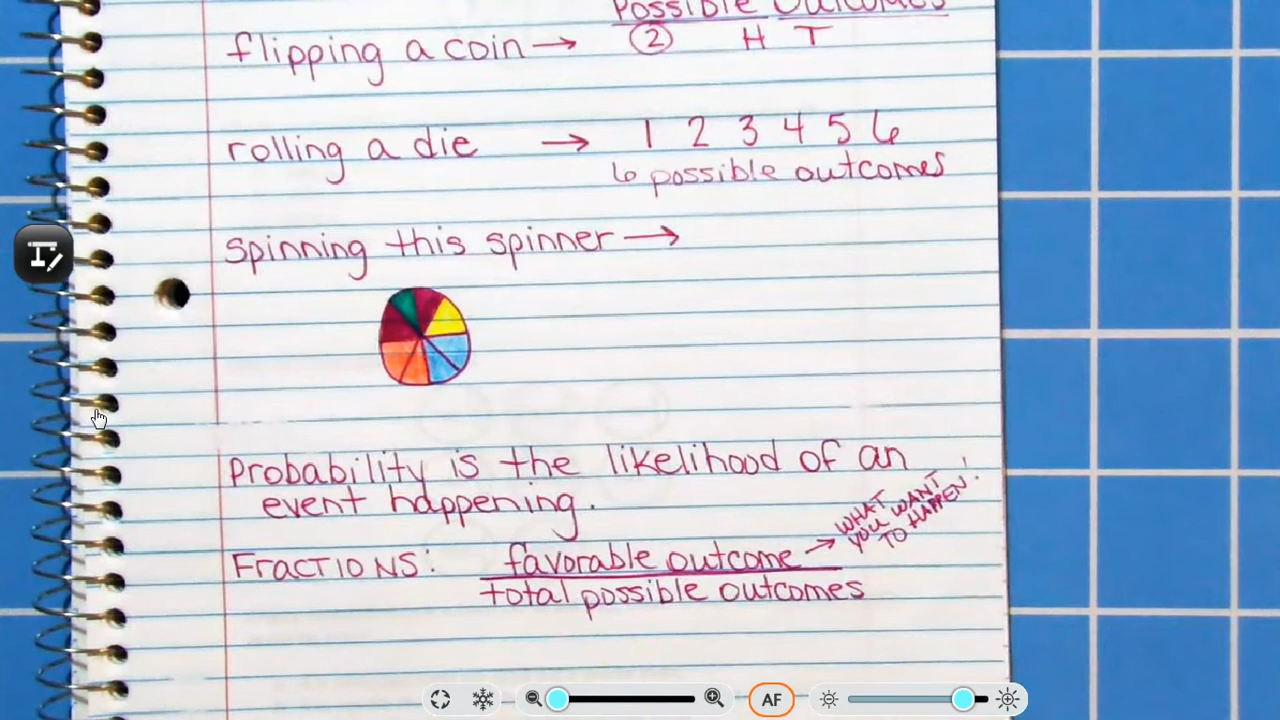 Possible Outcomes
flipping a coin → ② H T
rolling a die → 1 2 3 4 5 6
6 possible outcomes
spinning this spinner →
Probability is the likelihood of an
event happening.
FRACTIONS: favorable outcome → WHAT YOU WANT TO HAPPEN!
total possible outcomes
AF